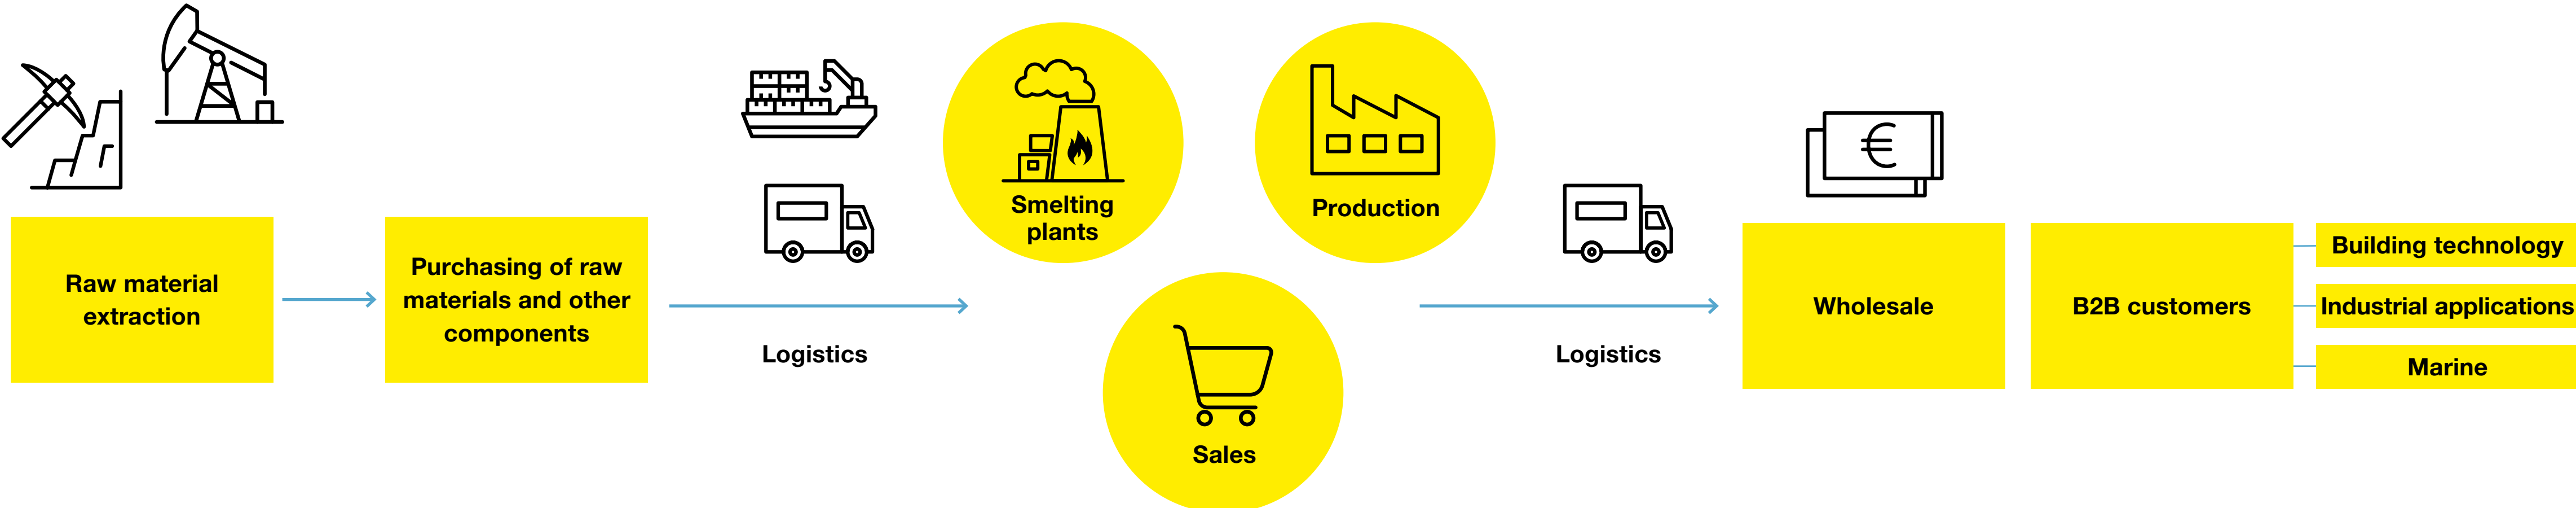 Raw material
extraction
Purchasing of raw
materials and other
components
Logistics
Smelting
plants
Production
Sales
Logistics
€
Wholesale
B2B customers
Building technology
Industrial applications
Marine